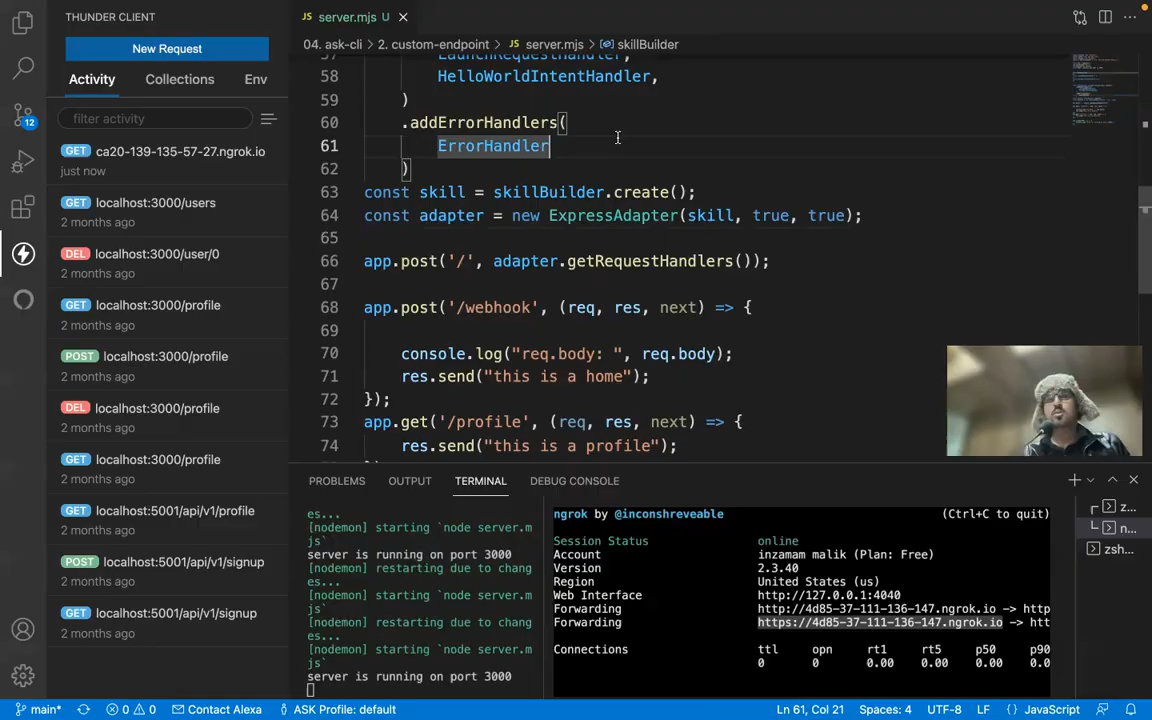 THUNDER CLIENT
New Request
Activity Collections Env
filter activity
GET ca20-139-135-57-27.ngrok.io
just now
GET localhost:3000/users
2 months ago
DEL localhost:3000/user/0
2 months ago
GET localhost:3000/profile
2 months ago
POST localhost:3000/profile
2 months ago
DEL localhost:3000/profile
2 months ago
GET localhost:3000/profile
2 months ago
GET localhost:5001/api/v1/profile
2 months ago
POST localhost:5001/api/v1/signup
2 months ago
GET localhost:5001/api/v1/signup
2 months ago
12
JS server.mjs U
04. ask-cli > 2. custom-endpoint > JS server.mjs > skillBuilder
57 LaunchRequestHandler,
58 HelloWorldIntentHandler,
59 )
60 .addErrorHandlers(
61 ErrorHandler
62 )
63 const skill = skillBuilder.create();
64 const adapter = new ExpressAdapter(skill, true, true);
65
66 app.post('/', adapter.getRequestHandlers());
67
68 app.post('/webhook', (req, res, next) => {
69
70 console.log("req.body: ", req.body);
71 res.send("this is a home");
72 });
73 app.get('/profile', (req, res, next) => {
74 res.send("this is a profile");
PROBLEMS OUTPUT TERMINAL DEBUG CONSOLE
es...
[nodemon] starting `node server.m
js`
server is running on port 3000
[nodemon] restarting due to chang
es...
[nodemon] starting `node server.m
js`
[nodemon] restarting due to chang
es...
[nodemon] starting `node server.m
js`
server is running on port 3000
ngrok by @inconshreveable (Ctrl+C to quit)
Session Status online
Account inzamam malik (Plan: Free)
Version 2.3.40
Region United States (us)
Web Interface http://127.0.0.1:4040
Forwarding http://4d85-37-111-136-147.ngrok.io -> http
Forwarding https://4d85-37-111-136-147.ngrok.io -> htt
Connections ttl opn rt1 rt5 p50 p90
0 0 0.00 0.00 0.00 0.0
z...
n...
zsh...
main* 0 0 Contact Alexa ASK Profile: default Ln 61, Col 21 Spaces: 4 UTF-8 LF {} JavaScript